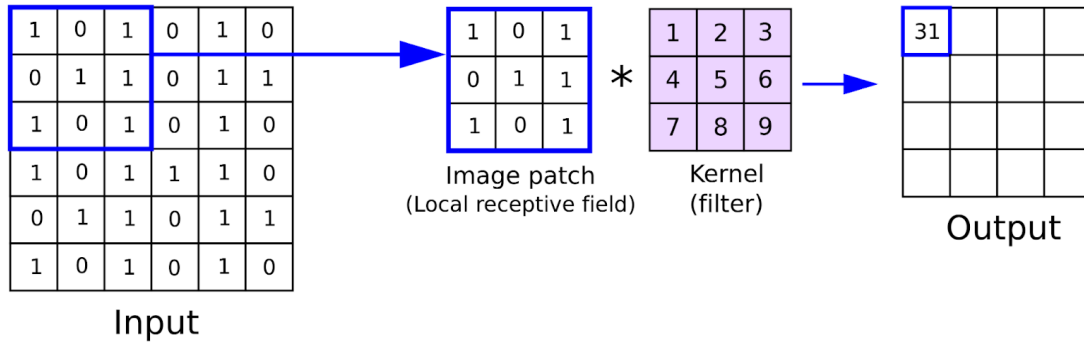 1 0 1 0 1 0
0 1 1 0 1 1
1 0 1 0 1 0
1 0 1 1 1 0
0 1 1 0 1 1
1 0 1 0 1 0
Input
1 0 1
0 1 1
1 0 1
Image patch
(Local receptive field)
*
1 2 3
4 5 6
7 8 9
Kernel
(filter)
31
Output